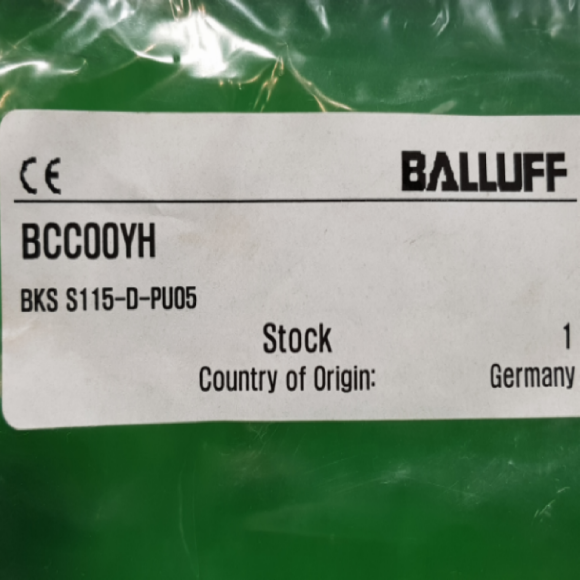 CE BALLUFF
BCC00YH
BKS S115-D-PU05
Stock 1
Country of Origin: Germany